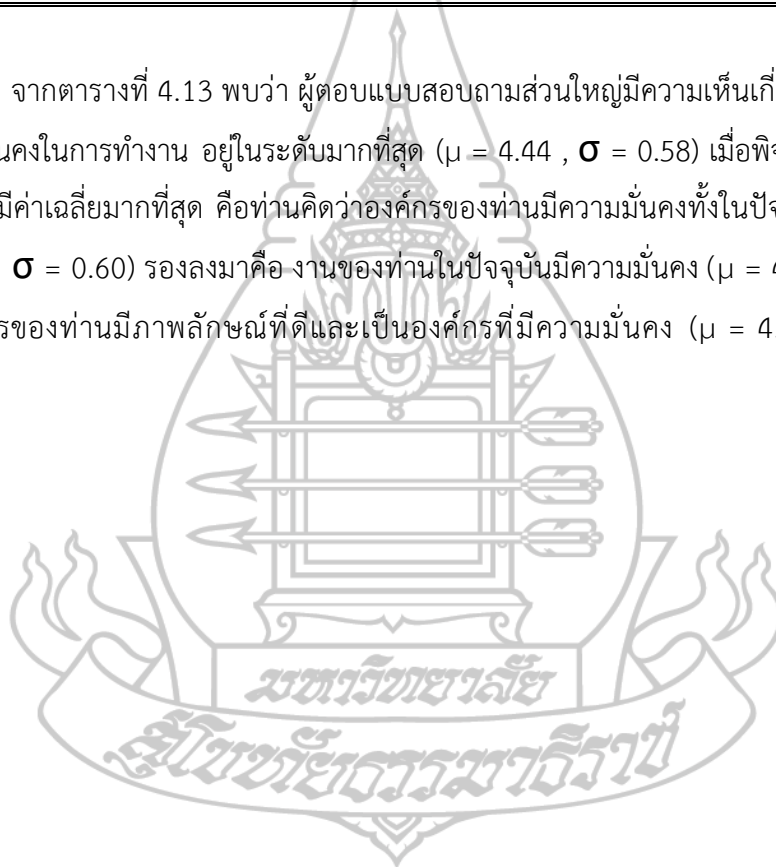 จากตารางที่ 4.13 พบว่า ผู้ตอบแบบสอบถามส่วนใหญ่มีความเห็นเกี่
นคงในการทำงาน อยู่ในระดับมากที่สุด (μ = 4.44 , σ = 0.58) เมื่อพิจ
มีค่าเฉลี่ยมากที่สุด คือท่านคิดว่าองค์กรของท่านมีความมั่นคงทั้งในปัจ
σ = 0.60) รองลงมาคือ งานของท่านในปัจจุบันมีความมั่นคง (μ = 4
รของท่านมีภาพลักษณ์ที่ดีและเป็นองค์กรที่มีความมั่นคง (μ = 4.
มหาวิทยาลัย
สุโขทัยธรรมาธิราช